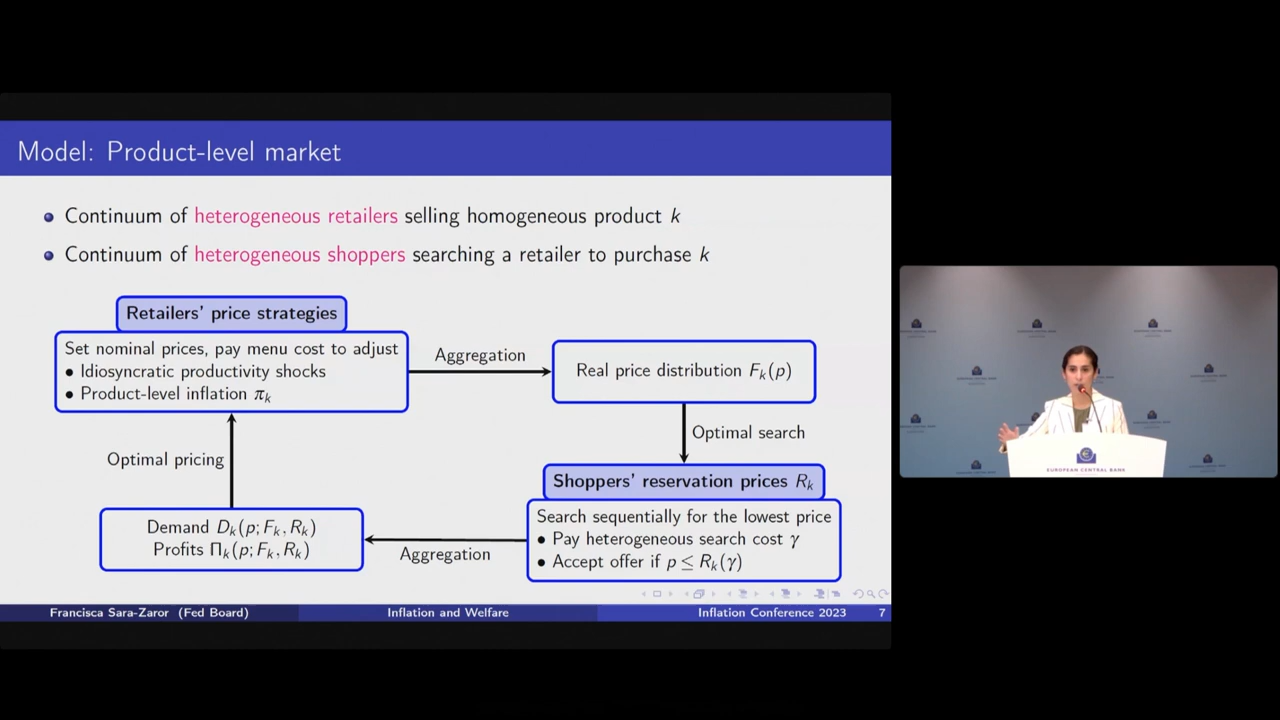 Model: Product-level market
Continuum of heterogeneous retailers selling homogeneous product k
Continuum of heterogeneous shoppers searching a retailer to purchase k
Retailers' price strategies
Set nominal prices, pay menu cost to adjust
• Idiosyncratic productivity shocks
• Product-level inflation πk
Aggregation
Real price distribution Fk(p)
Optimal search
Shoppers' reservation prices Rk
Search sequentially for the lowest price
• Pay heterogeneous search cost γ
• Accept offer if p ≤ Rk(γ)
Aggregation
Demand Dk(p; Fk, Rk)
Profits Πk(p; Fk, Rk)
Optimal pricing
Francisca Sara-Zaror (Fed Board)
Inflation and Welfare
Inflation Conference 2023
7
EUROPEAN CENTRAL BANK